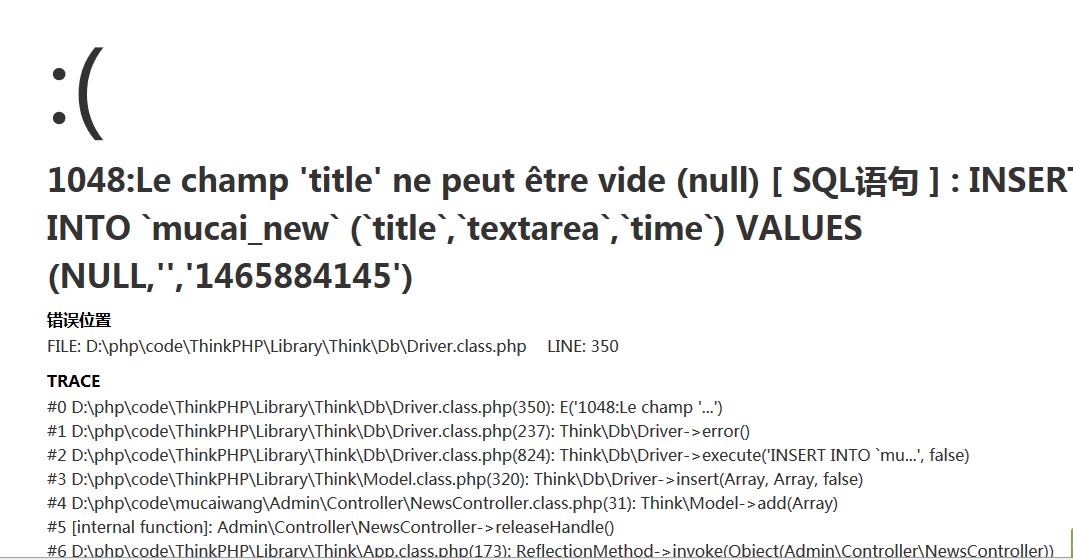 :(
1048:Le champ 'title' ne peut être vide (null) [ SQL语句 ] : INSERT
INTO `mucai_new` (`title`,`textarea`,`time`) VALUES
(NULL,'','1465884145')
错误位置
FILE: D:\php\code\ThinkPHP\Library\Think\Db\Driver.class.php LINE: 350
TRACE
#0 D:\php\code\ThinkPHP\Library\Think\Db\Driver.class.php(350): E('1048:Le champ '...')
#1 D:\php\code\ThinkPHP\Library\Think\Db\Driver.class.php(237): Think\Db\Driver->error()
#2 D:\php\code\ThinkPHP\Library\Think\Db\Driver.class.php(824): Think\Db\Driver->execute('INSERT INTO `mu...', false)
#3 D:\php\code\ThinkPHP\Library\Think\Model.class.php(320): Think\Db\Driver->insert(Array, Array, false)
#4 D:\php\code\mucaiwang\Admin\Controller\NewsController.class.php(31): Think\Model->add(Array)
#5 [internal function]: Admin\Controller\NewsController->releaseHandle()
#6 D:\php\code\ThinkPHP\Library\Think\App.class.php(173): ReflectionMethod->invoke(Object(Admin\Controller\NewsController))